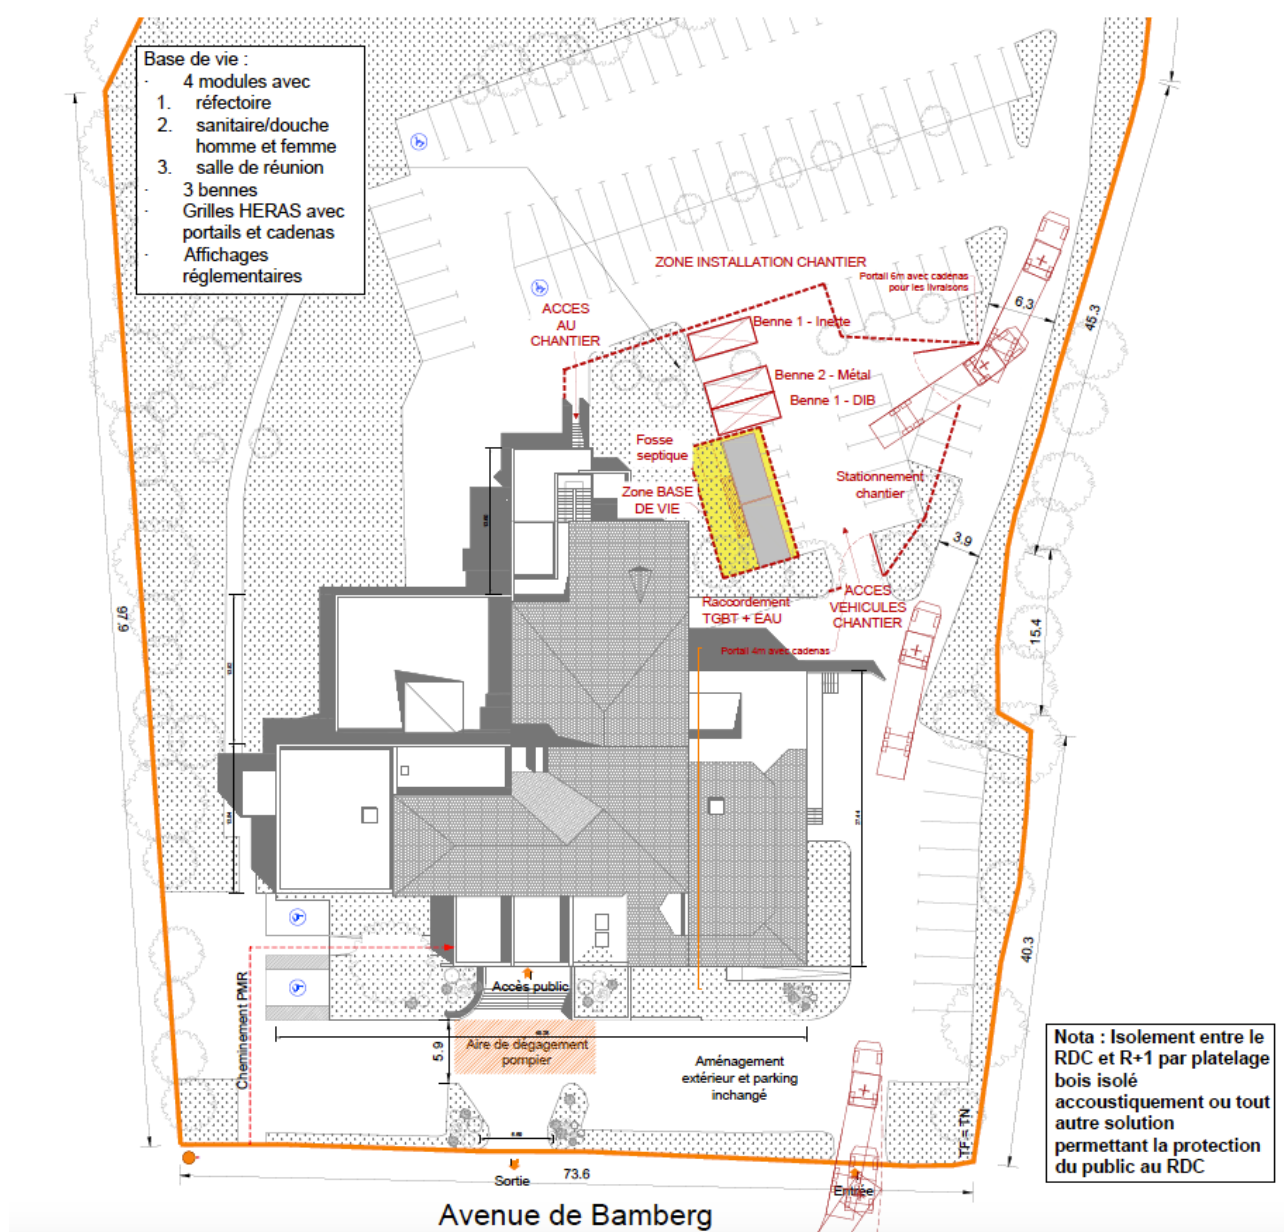 Base de vie :
- 4 modules avec
1. réfectoire
2. sanitaire/douche
homme et femme
3. salle de réunion
- 3 bennes
- Grilles HERAS avec
portails et cadenas
- Affichages
réglementaires
ZONE INSTALLATION CHANTIER
Portail 6m avec cadenas
pour les livraisons
ACCES
AU
CHANTIER
Benne 1 - Inerte
Benne 2 - Métal
Benne 1 - DIB
6.3
45.3
Fosse
septique
Zone BASE
DE VIE
Stationnement
chantier
3.9
97.9
Raccordement
TGBT + EAU
ACCES
VEHICULES
CHANTIER
Portail 4m avec cadenas
15.4
40.3
Cheminement PMR
Accès public
5.9
Aire de dégagement
pompier
Aménagement
extérieur et parking
inchangé
Nota : Isolement entre le
RDC et R+1 par platelage
bois isolé
accoustiquement ou tout
autre solution
permettant la protection
du public au RDC
TF = TN
Sortie
73.6
Entrée
Avenue de Bamberg